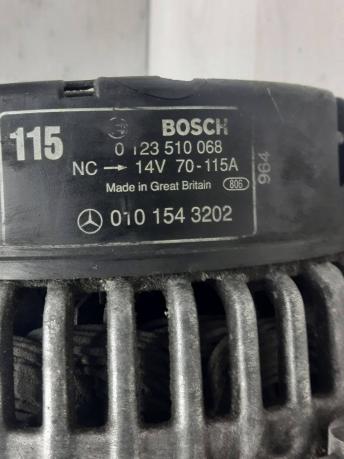 115
BOSCH
0 123 510 068
NC → 14V 70-115A
Made in Great Britain 806
010 154 3202
964